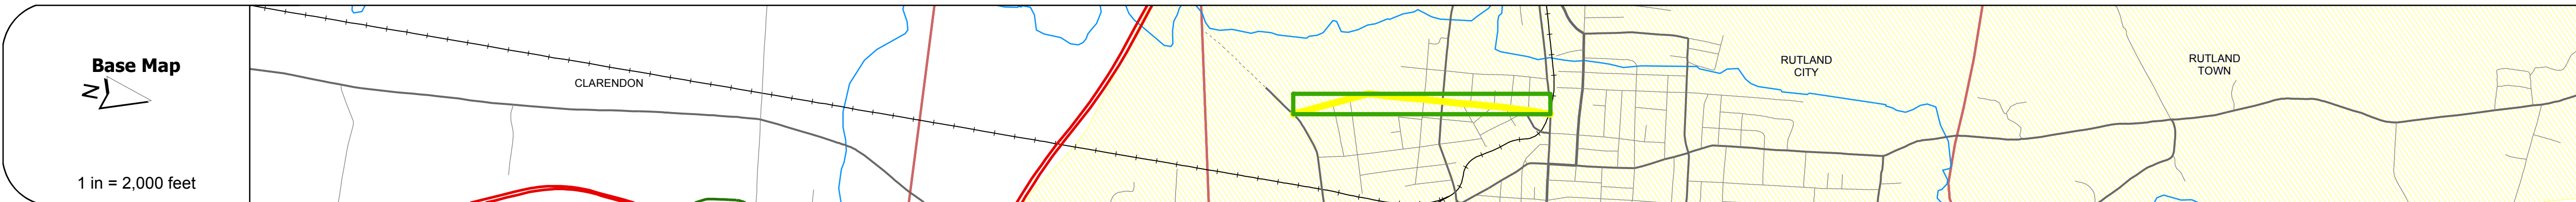 Base Map
N
1 in = 2,000 feet
CLARENDON
RUTLAND
CITY
RUTLAND
TOWN